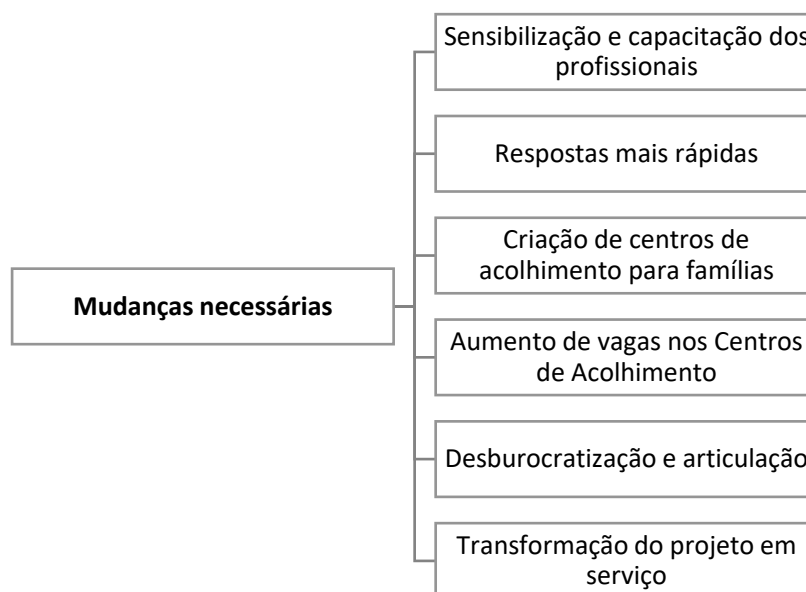 Sensibilização e capacitação dos
profissionais
Respostas mais rápidas
Criação de centros de
acolhimento para famílias
Mudanças necessárias
Aumento de vagas nos Centros
de Acolhimento
Desburocratização e articulação
Transformação do projeto em
serviço